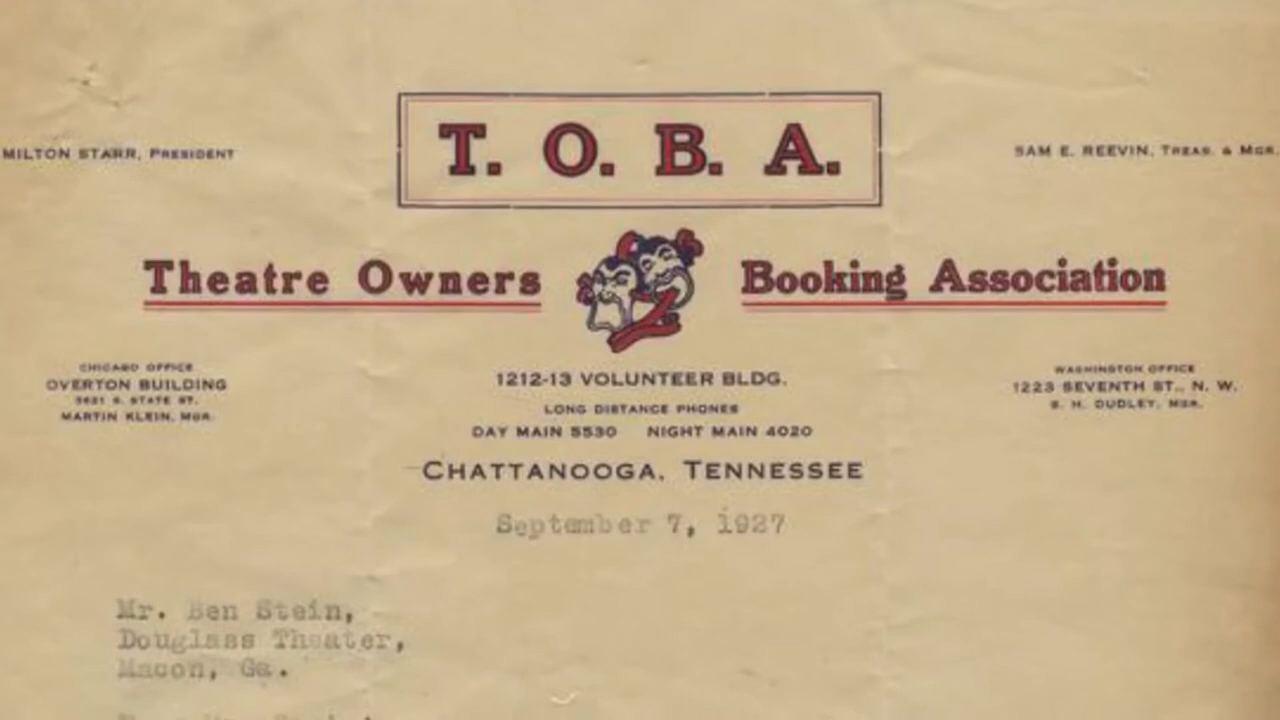 T. O. B. A.
MILTON STARR, PRESIDENT
SAM E. REEVIN, TREAS. & MGR.
Theatre Owners Booking Association
CHICAGO OFFICE
OVERTON BUILDING
3621 S. STATE ST.
MARTIN KLEIN, MGR.
1212-13 VOLUNTEER BLDG.
LONG DISTANCE PHONES
DAY MAIN 5530 NIGHT MAIN 4020
CHATTANOOGA, TENNESSEE
WASHINGTON OFFICE
1223 SEVENTH ST., N. W.
S. H. DUDLEY, MGR.
September 7, 1927
Mr. Ben Stein,
Douglass Theater,
Macon, Ga.